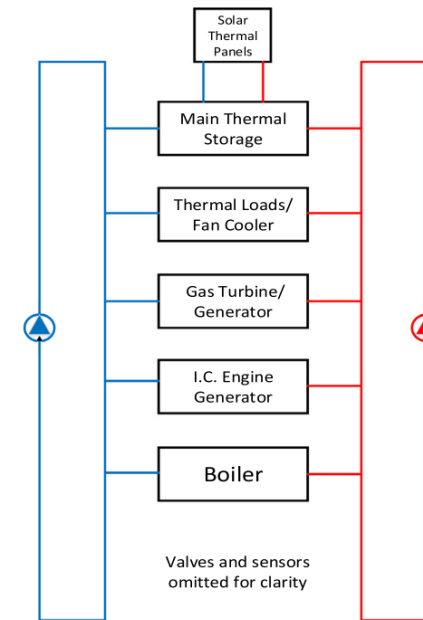 Solar
Thermal
Panels
Main Thermal
Storage
Thermal Loads/
Fan Cooler
Gas Turbine/
Generator
I.C. Engine
Generator
Boiler
Valves and sensors
omitted for clarity